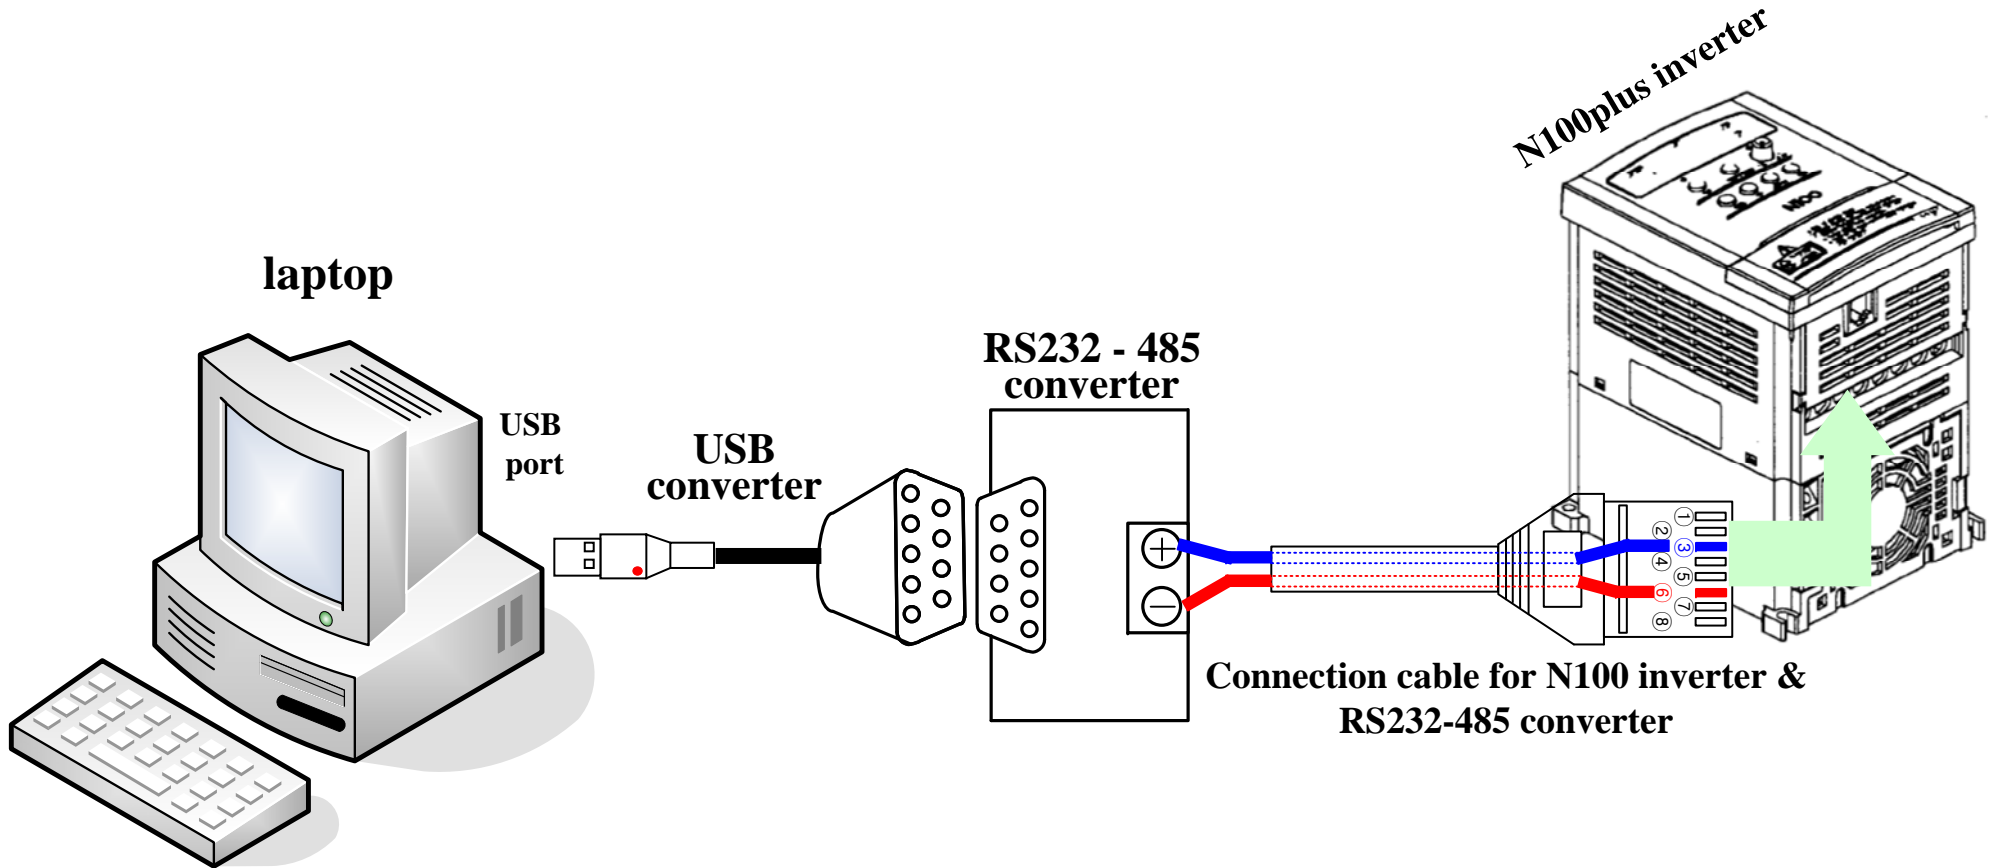 N100plus inverter
laptop
USB
port
USB
converter
RS232 - 485
converter
+
−
1
2
3
4
5
6
7
8
N100
Connection cable for N100 inverter &
RS232-485 converter